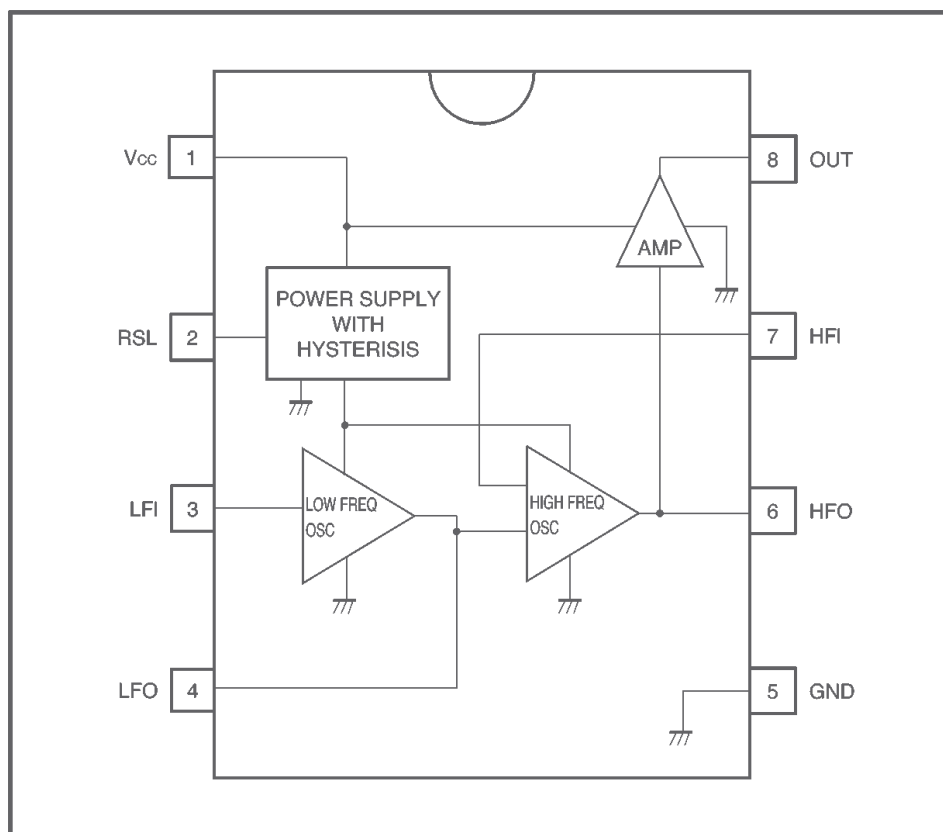 Vcc 1
8 OUT
AMP
POWER SUPPLY
WITH
HYSTERISIS
RSL 2
7 HFI
LFI 3
LOW FREQ
OSC
HIGH FREQ
OSC
6 HFO
LFO 4
5 GND